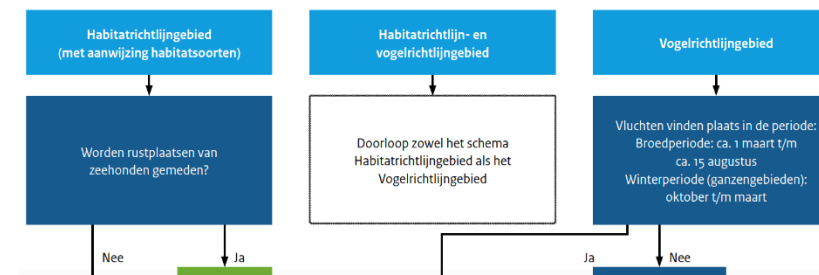 Habitatrichtlijngebied
(met aanwijzing habitatsoorten)
Worden rustplaatsen van
zeehonden gemeden?
Nee
Ja
Habitatrichtlijn- en
vogelrichtlijngebied
Doorloop zowel het schema
Habitatrichtlijngebied als het
Vogelrichtlijngebied
Vogelrichtlijngebied
Vluchten vinden plaats in de periode:
Broedperiode: ca. 1 maart t/m
ca. 15 augustus
Winterperiode (ganzengebieden):
oktober t/m maart
Ja
Nee